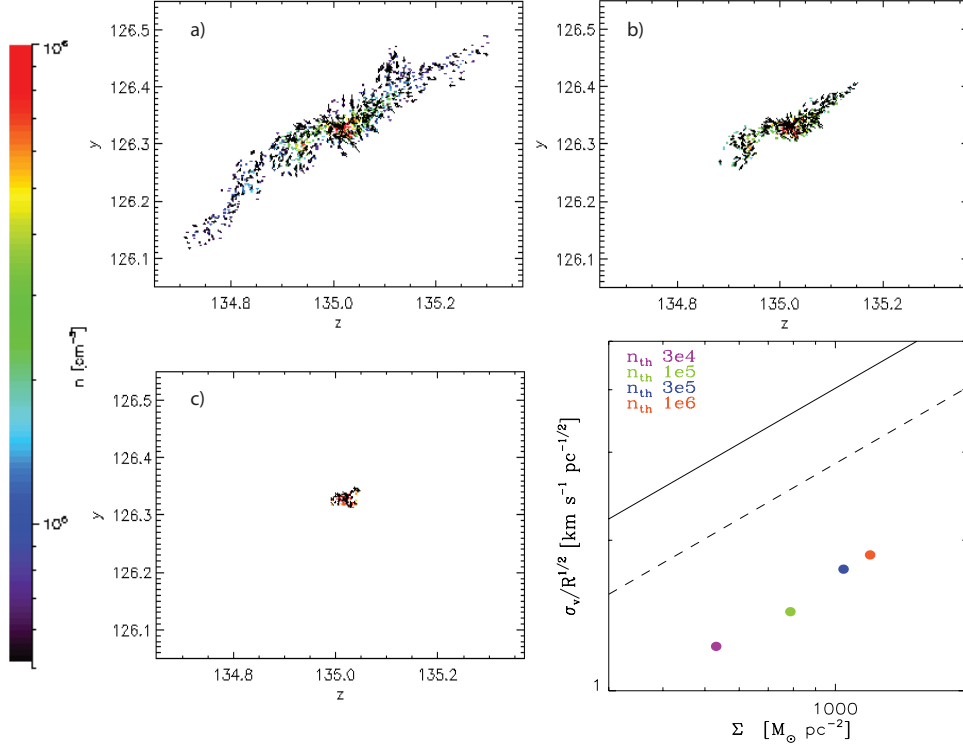 10⁶
n [cm⁻³]
a)
126.5
126.4
126.3
126.2
126.1
y
134.8
135.0
135.2
z
b)
126.5
126.4
126.3
126.2
126.1
y
134.8
135.0
135.2
z
c)
126.5
126.4
126.3
126.2
126.1
y
134.8
135.0
135.2
z
n_th 3e4
n_th 1e5
n_th 3e5
n_th 1e6
σ_v/R^1/2 [km s⁻¹ pc^−1/2]
1
1000
Σ [M_⊙ pc⁻²]